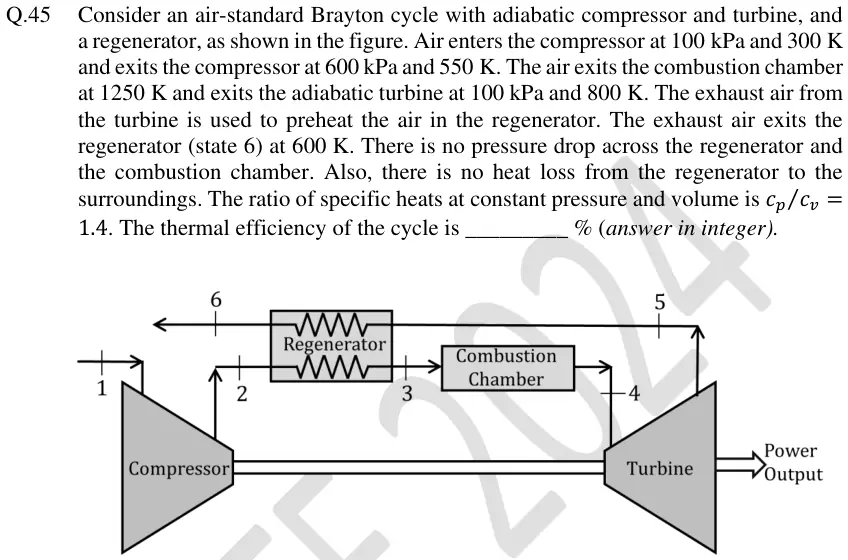 Q.45 Consider an air-standard Brayton cycle with adiabatic compressor and turbine, and
a regenerator, as shown in the figure. Air enters the compressor at 100 kPa and 300 K
and exits the compressor at 600 kPa and 550 K. The air exits the combustion chamber
at 1250 K and exits the adiabatic turbine at 100 kPa and 800 K. The exhaust air from
the turbine is used to preheat the air in the regenerator. The exhaust air exits the
regenerator (state 6) at 600 K. There is no pressure drop across the regenerator and
the combustion chamber. Also, there is no heat loss from the regenerator to the
surroundings. The ratio of specific heats at constant pressure and volume is c_p/c_v =
1.4. The thermal efficiency of the cycle is _________ % (answer in integer).
6
5
Regenerator
Combustion
Chamber
1
2
3
4
Compressor
Turbine
Power
Output
2024